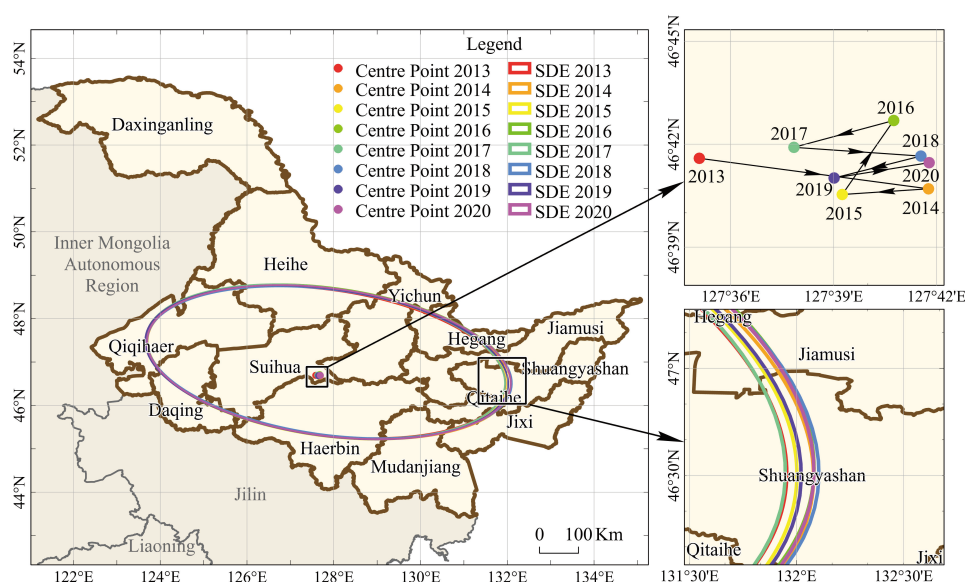 Legend
Centre Point 2013
Centre Point 2014
Centre Point 2015
Centre Point 2016
Centre Point 2017
Centre Point 2018
Centre Point 2019
Centre Point 2020
SDE 2013
SDE 2014
SDE 2015
SDE 2016
SDE 2017
SDE 2018
SDE 2019
SDE 2020
54°N
52°N
50°N
48°N
46°N
44°N
Daxinganling
Inner Mongolia
Autonomous
Region
Heihe
Yichun
Hegang
Jiamusi
Qiqihaer
Suihua
Shuangyashan
Daqing
Qitaihe
Jixi
Haerbin
Mudanjiang
Jilin
Liaoning
0 100 Km
122°E
124°E
126°E
128°E
130°E
132°E
134°E
46°45'N
46°42'N
46°39'N
2016
2017
2018
2013
2019
2020
2015
2014
127°36'E
127°39'E
127°42'E
Hegang
Jiamusi
47°N
46°30'N
Shuangyashan
Qitaihe
Jixi
131°30'E
132°E
132°30'E